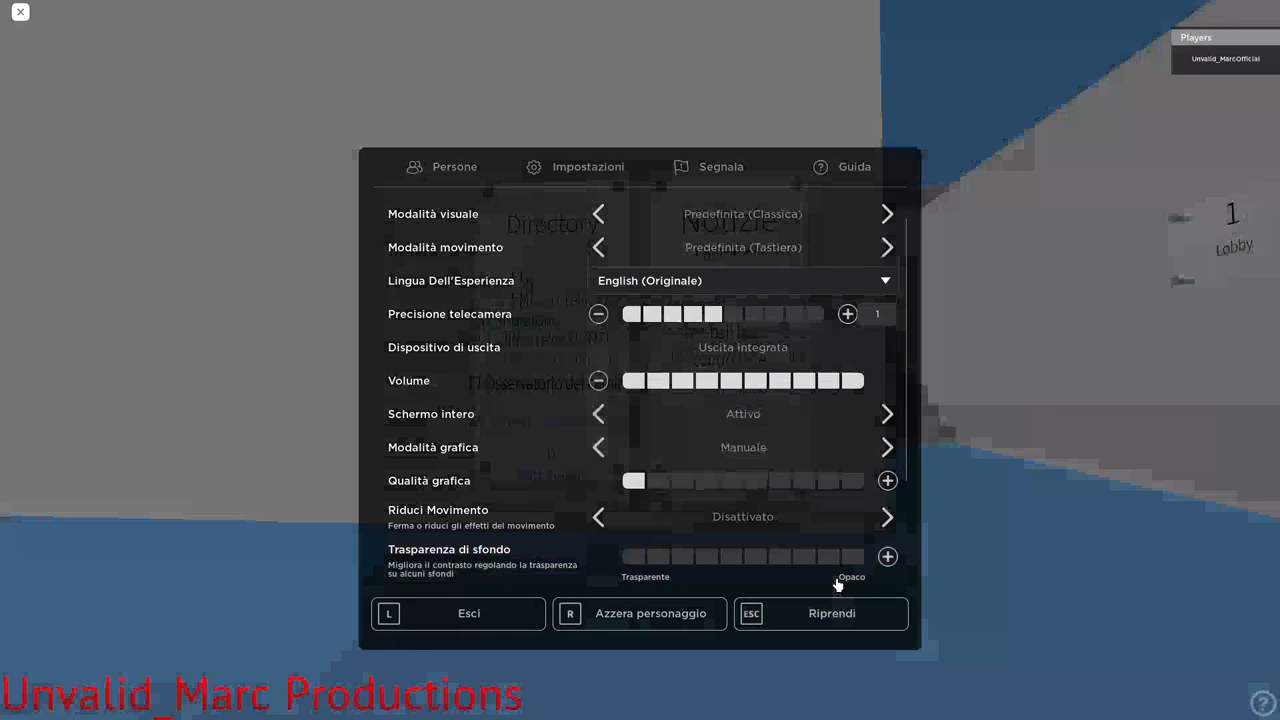 Players
Unvalid_MarcOfficial
Persone
Impostazioni
Segnala
Guida
Directory
Notizie
Modalità visuale
Predefinita (Classica)
Modalità movimento
Predefinita (Tastiera)
Lingua Dell'Esperienza
English (Originale)
Precisione telecamera
1
Dispositivo di uscita
Uscita integrata
Volume
Schermo intero
Attivo
Modalità grafica
Manuale
Qualità grafica
Riduci Movimento
Ferma o riduci gli effetti del movimento
Disattivato
Trasparenza di sfondo
Migliora il contrasto regolando la trasparenza
su alcuni sfondi
Trasparente
Opaco
L
Esci
R
Azzera personaggio
ESC
Riprendi
1
Lobby
Unvalid_Marc Productions